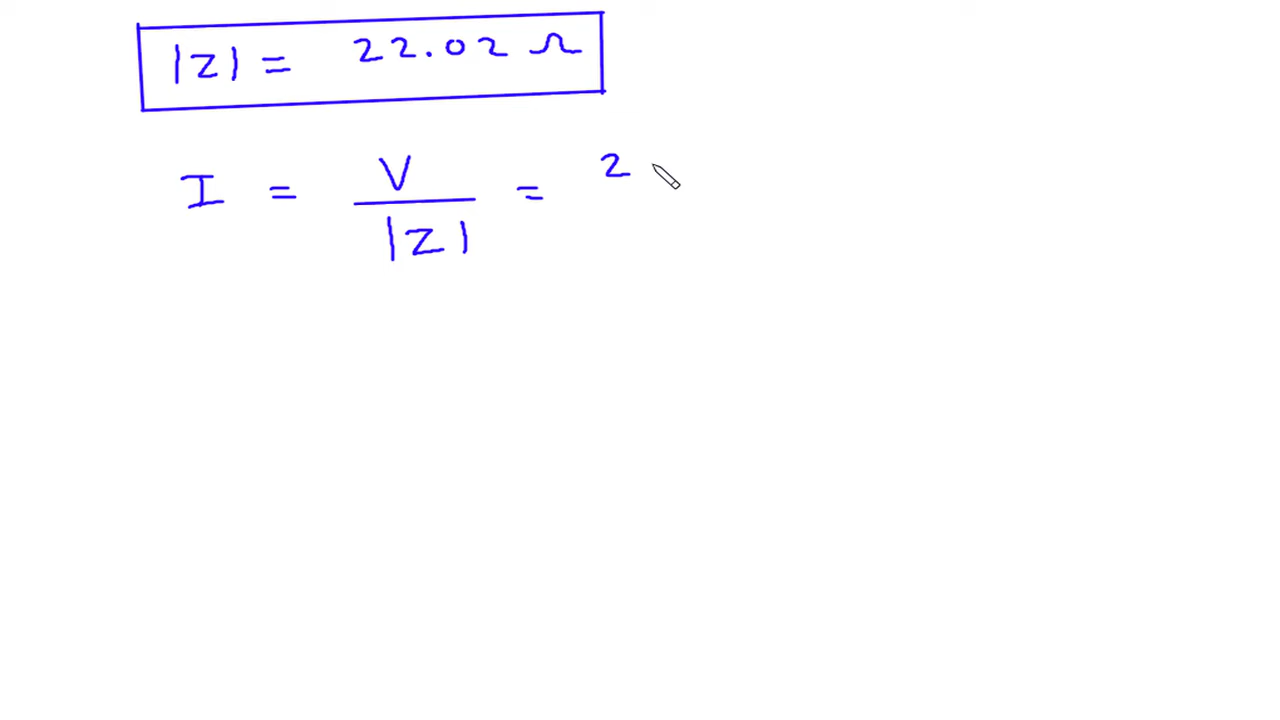 |Z| = 22.02 Ω
I = V / |Z| = 2